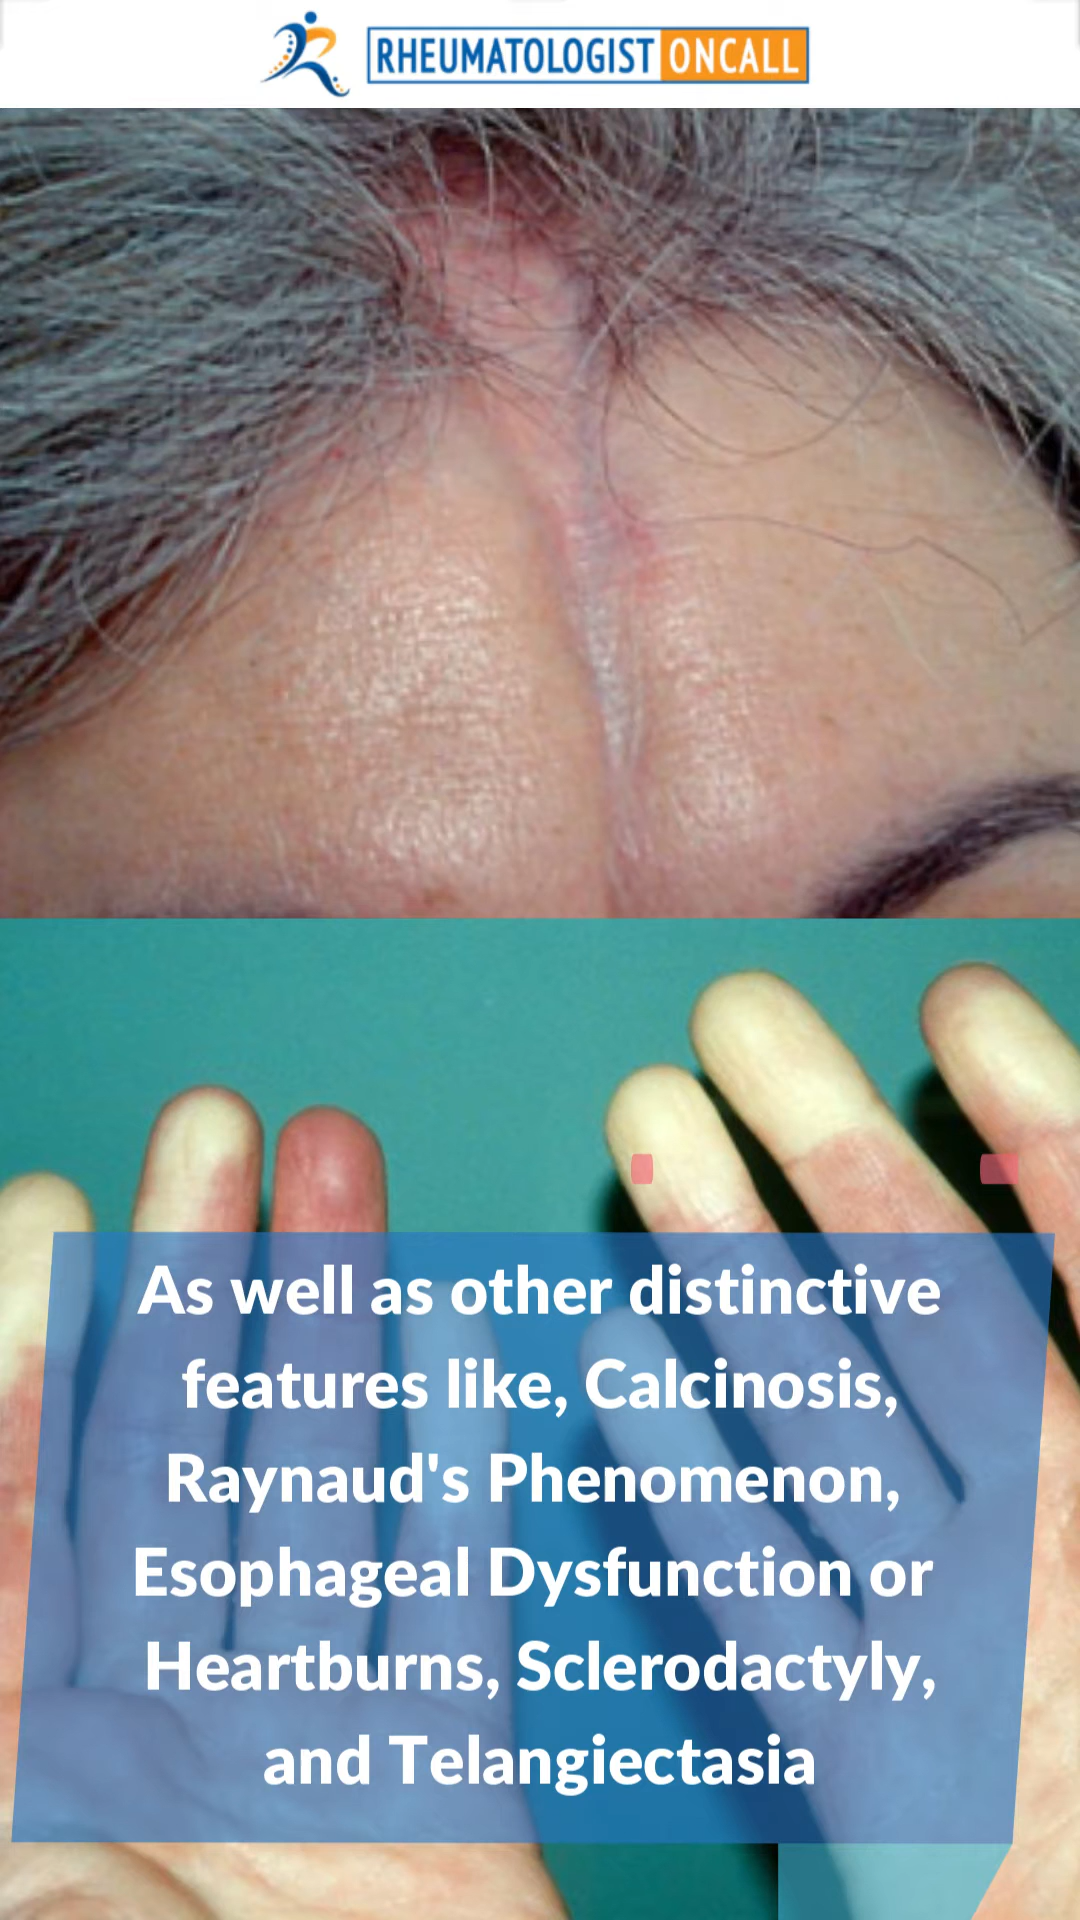 RHEUMATOLOGIST ONCALL
As well as other distinctive
features like, Calcinosis,
Raynaud's Phenomenon,
Esophageal Dysfunction or
Heartburns, Sclerodactyly,
and Telangiectasia